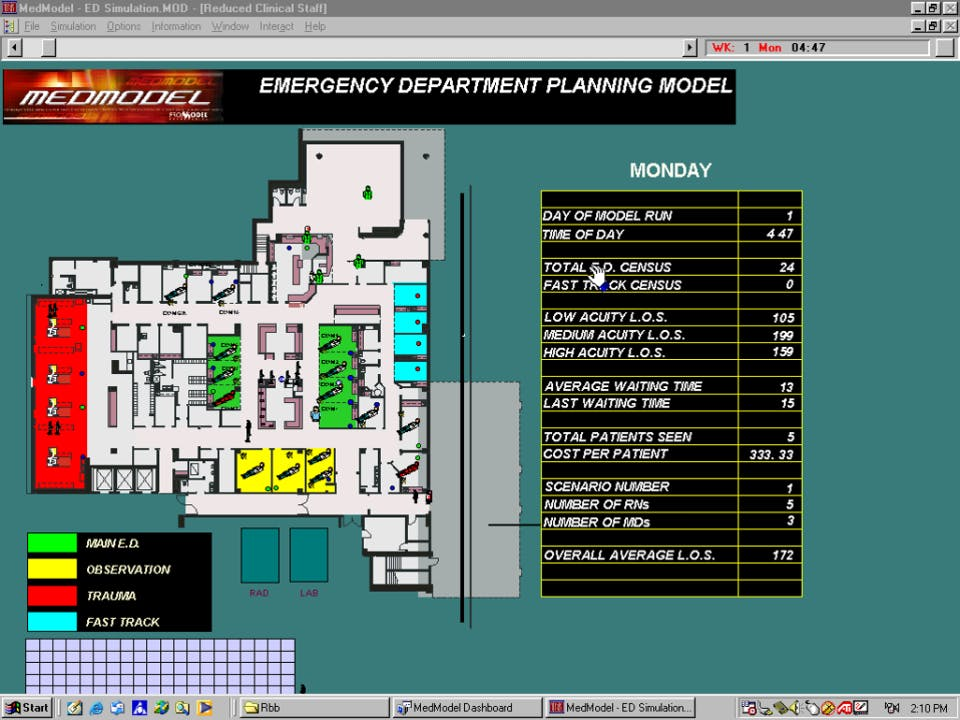 MedModel - ED Simulation.MOD - [Reduced Clinical Staff]
File Simulation Options Information Window Interact Help
WK: 1 Mon 04:47
MEDMODEL
EMERGENCY DEPARTMENT PLANNING MODEL
MONDAY
DAY OF MODEL RUN 1
TIME OF DAY 4 47
TOTAL E.D. CENSUS 24
FAST TRACK CENSUS 0
LOW ACUITY L.O.S. 105
MEDIUM ACUITY L.O.S. 199
HIGH ACUITY L.O.S. 159
AVERAGE WAITING TIME 13
LAST WAITING TIME 15
TOTAL PATIENTS SEEN 5
COST PER PATIENT 333.33
SCENARIO NUMBER 1
NUMBER OF RNs 5
NUMBER OF MDs 3
OVERALL AVERAGE L.O.S. 172
MAIN E.D.
OBSERVATION
TRAUMA
FAST TRACK
RAD LAB
Start Rbb MedModel Dashboard MedModel - ED Simulation... 2:10 PM